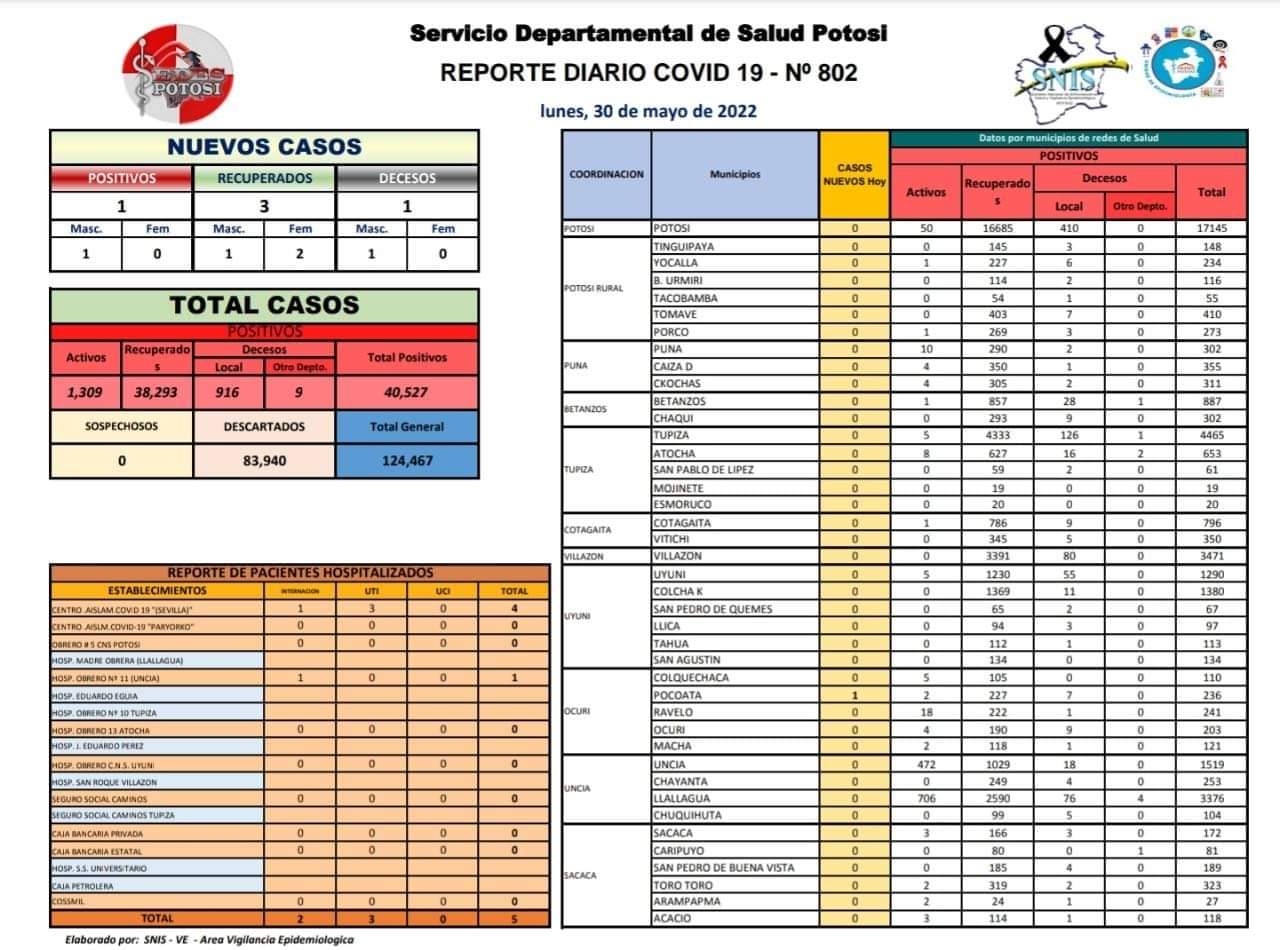 Servicio Departamental de Salud Potosi
REPORTE DIARIO COVID 19 - Nº 802
lunes, 30 de mayo de 2022
SEDES
POTOSI
SNIS
NUEVOS CASOS
POSITIVOS RECUPERADOS DECESOS
1 3 1
Masc. Fem Masc. Fem Masc. Fem
1 0 1 2 1 0
TOTAL CASOS
POSITIVOS
Activos Recuperados Decesos Total Positivos
Local Otro Depto.
1,309 38,293 916 9 40,527
SOSPECHOSOS DESCARTADOS Total General
0 83,940 124,467
REPORTE DE PACIENTES HOSPITALIZADOS
ESTABLECIMIENTOS INTERNACION UTI UCI TOTAL
CENTRO .AISLAM.COVID 19 "(SEVILLA)" 1 3 0 4
CENTRO .AISLM.COVID-19 "PARYORKO" 0 0 0 0
OBRERO # 5 CNS POTOSI 0 0 0 0
HOSP. MADRE OBRERA (LLALLAGUA)
HOSP. OBRERO Nº 11 (UNCIA) 1 0 0 1
HOSP. EDUARDO EGUIA
HOSP. OBRERO Nº 10 TUPIZA
HOSP. OBRERO 13 ATOCHA 0 0 0 0
HOSP. J. EDUARDO PEREZ
HOSP. OBRERO C.N.S. UYUNI 0 0 0 0
HOSP. SAN ROQUE VILLAZON
SEGURO SOCIAL CAMINOS 0 0 0 0
SEGURO SOCIAL CAMINOS TUPIZA
CAJA BANCARIA PRIVADA 0 0 0 0
CAJA BANCARIA ESTATAL 0 0 0 0
HOSP. S.S. UNIVERSITARIO
CAJA PETROLERA
COSSMIL 0 0 0 0
TOTAL 2 3 0 5
Elaborado por: SNIS - VE - Area Vigilancia Epidemiologica
Datos por municipios de redes de Salud
COORDINACION Municipios CASOS NUEVOS Hoy POSITIVOS
Activos Recuperados Decesos Total
Local Otro Depto.
POTOSI POTOSI 0 50 16685 410 0 17145
POTOSI RURAL TINGUIPAYA 0 0 145 3 0 148
YOCALLA 0 1 227 6 0 234
B. URMIRI 0 0 114 2 0 116
TACOBAMBA 0 0 54 1 0 55
TOMAVE 0 0 403 7 0 410
PORCO 0 1 269 3 0 273
PUNA PUNA 0 10 290 2 0 302
CAIZA D 0 4 350 1 0 355
CKOCHAS 0 4 305 2 0 311
BETANZOS BETANZOS 0 1 857 28 1 887
CHAQUI 0 0 293 9 0 302
TUPIZA TUPIZA 0 5 4333 126 1 4465
ATOCHA 0 8 627 16 2 653
SAN PABLO DE LIPEZ 0 0 59 2 0 61
MOJINETE 0 0 19 0 0 19
ESMORUCO 0 0 20 0 0 20
COTAGAITA COTAGAITA 0 1 786 9 0 796
VITICHI 0 0 345 5 0 350
VILLAZON VILLAZON 0 0 3391 80 0 3471
UYUNI UYUNI 0 5 1230 55 0 1290
COLCHA K 0 0 1369 11 0 1380
SAN PEDRO DE QUEMES 0 0 65 2 0 67
LLICA 0 0 94 3 0 97
TAHUA 0 0 112 1 0 113
SAN AGUSTIN 0 0 134 0 0 134
OCURI COLQUECHACA 0 5 105 0 0 110
POCOATA 1 2 227 7 0 236
RAVELO 0 18 222 1 0 241
OCURI 0 4 190 9 0 203
MACHA 0 2 118 1 0 121
UNCIA UNCIA 0 472 1029 18 0 1519
CHAYANTA 0 0 249 4 0 253
LLALLAGUA 0 706 2590 76 4 3376
CHUQUIHUTA 0 0 99 5 0 104
SACACA SACACA 0 3 166 3 0 172
CARIPUYO 0 0 80 0 1 81
SAN PEDRO DE BUENA VISTA 0 0 185 4 0 189
TORO TORO 0 2 319 2 0 323
ARAMPAMPA 0 2 24 1 0 27
ACACIO 0 3 114 1 0 118